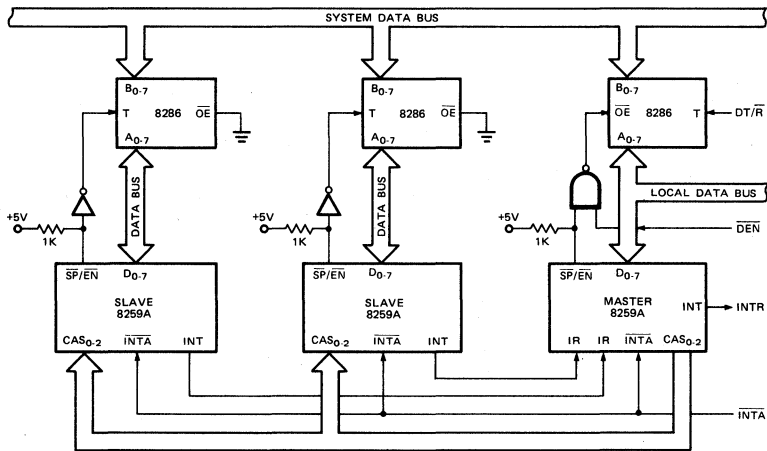 SYSTEM DATA BUS
B0-7
T 8286 OE
A0-7
B0-7
T 8286 OE
A0-7
B0-7
OE 8286 T
A0-7
DT/R
DATA BUS
DATA BUS
LOCAL DATA BUS
+5V
1K
+5V
1K
+5V
1K
DEN
SP/EN D0-7
SLAVE
8259A
CAS0-2 INTA INT
SP/EN D0-7
SLAVE
8259A
CAS0-2 INTA INT
SP/EN D0-7
MASTER
8259A
INT
IR IR INTA CAS0-2
INTR
INTA